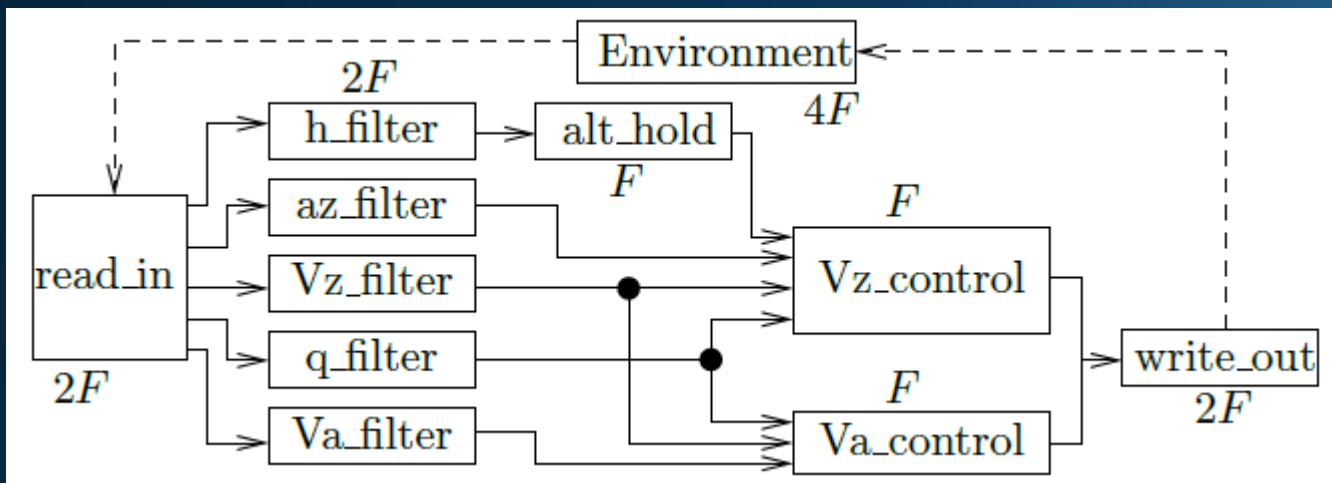 Environment
4F
2F
h_filter
alt_hold
F
az_filter
F
read_in
Vz_filter
Vz_control
q_filter
write_out
2F
F
2F
Va_filter
Va_control